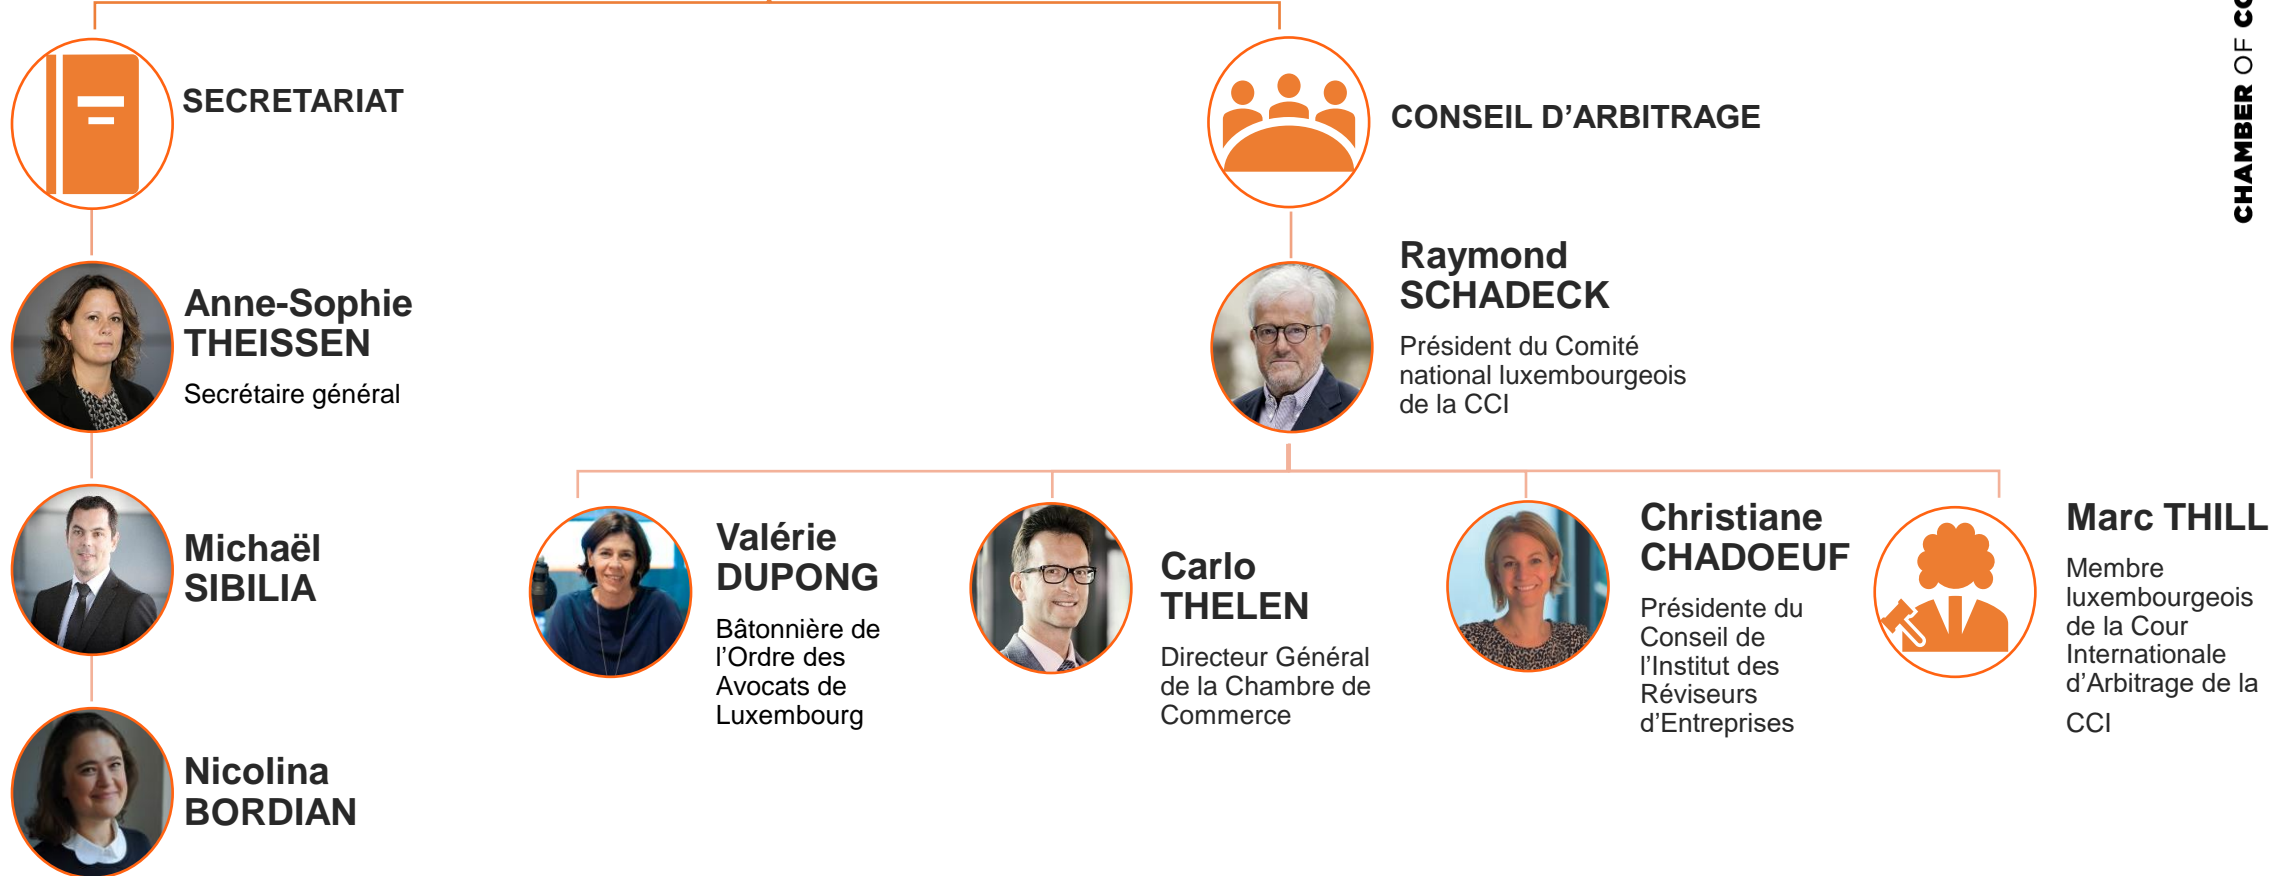 SECRETARIAT
CONSEIL D’ARBITRAGE
CHAMBER OF
Anne-Sophie
THEISSEN
Secrétaire général
Michaël
SIBILIA
Nicolina
BORDIAN
Raymond
SCHADECK
Président du Comité
national luxembourgeois
de la CCI
Valérie
DUPONG
Bâtonnière de
l’Ordre des
Avocats de
Luxembourg
Carlo
THELEN
Directeur Général
de la Chambre de
Commerce
Christiane
CHADOEUF
Présidente du
Conseil de
l’Institut des
Réviseurs
d’Entreprises
Marc THILL
Membre
luxembourgeois
de la Cour
Internationale
d’Arbitrage de la
CCI